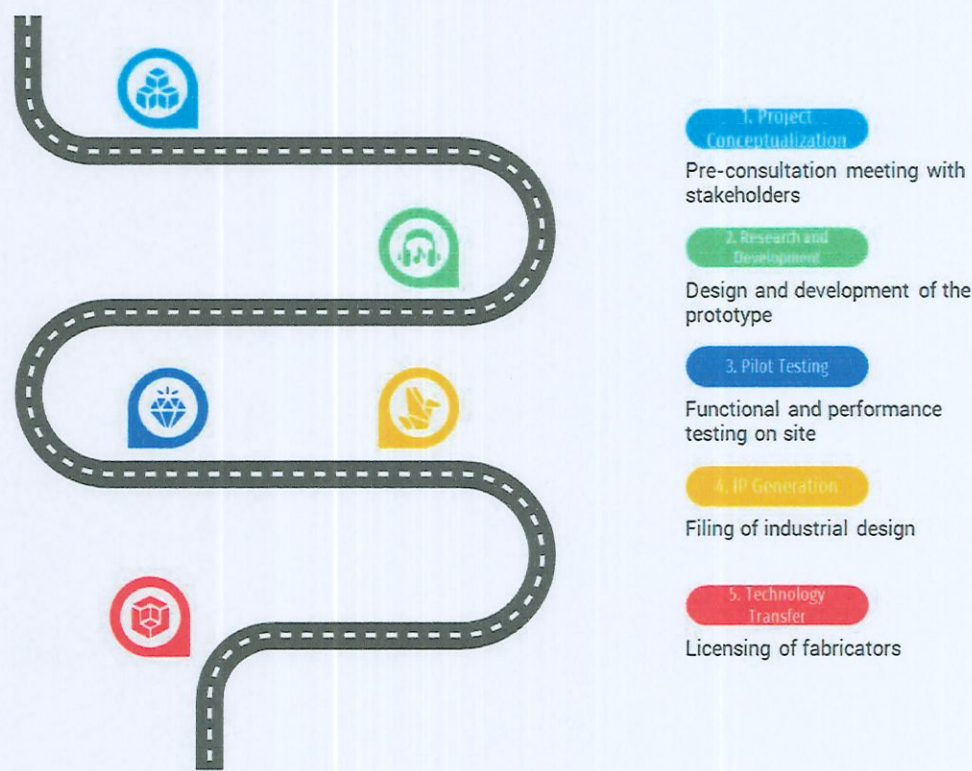 1. Project
Conceptualization
Pre-consultation meeting with
stakeholders
2. Research and
Development
Design and development of the
prototype
3. Pilot Testing
Functional and performance
testing on site
4. IP Generation
Filing of industrial design
5. Technology
Transfer
Licensing of fabricators